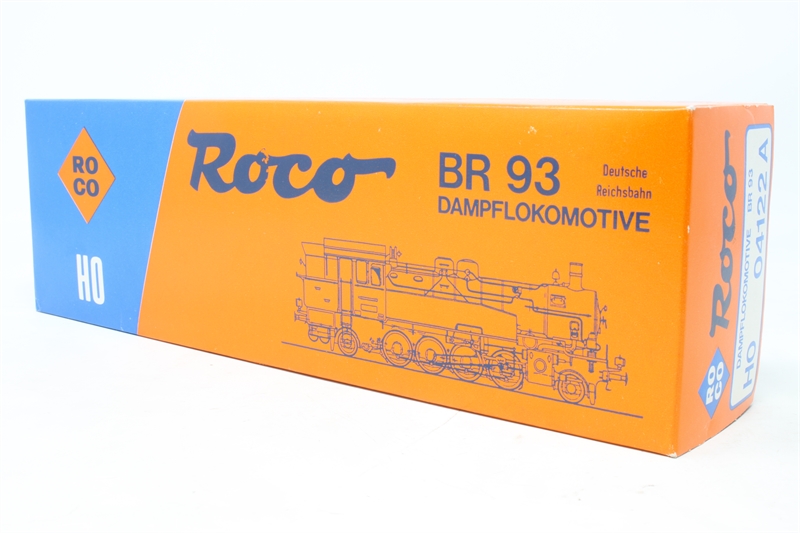 RO
CO
HO
Roco
BR 93
DAMPFLOKOMOTIVE
Deutsche
Reichsbahn
RO
CO
Roco
HO 04122 A
DAMPFLOKOMOTIVE BR 93